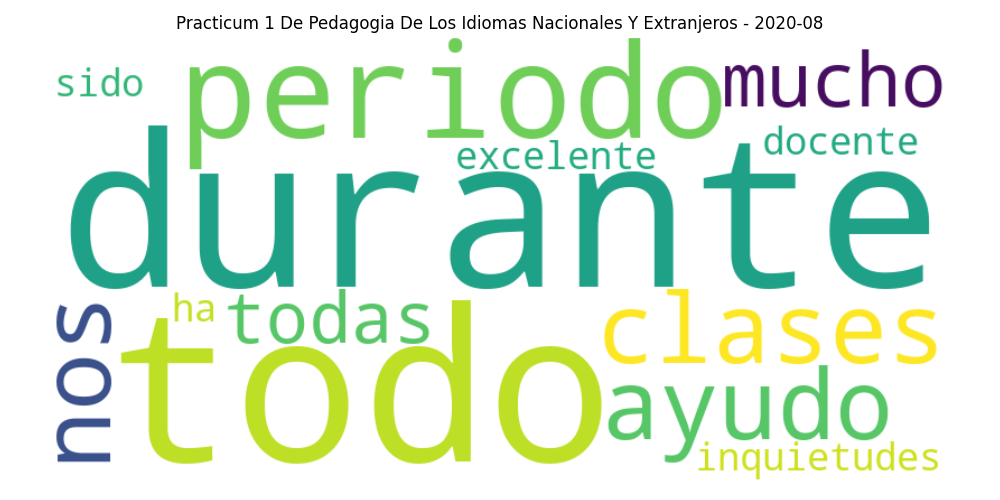 Practicum 1 De Pedagogia De Los Idiomas Nacionales Y Extranjeros - 2020-08
sido
periodo
mucho
excelente
docente
durante
nos
ha
todas
clases
todo
ayudo
inquietudes